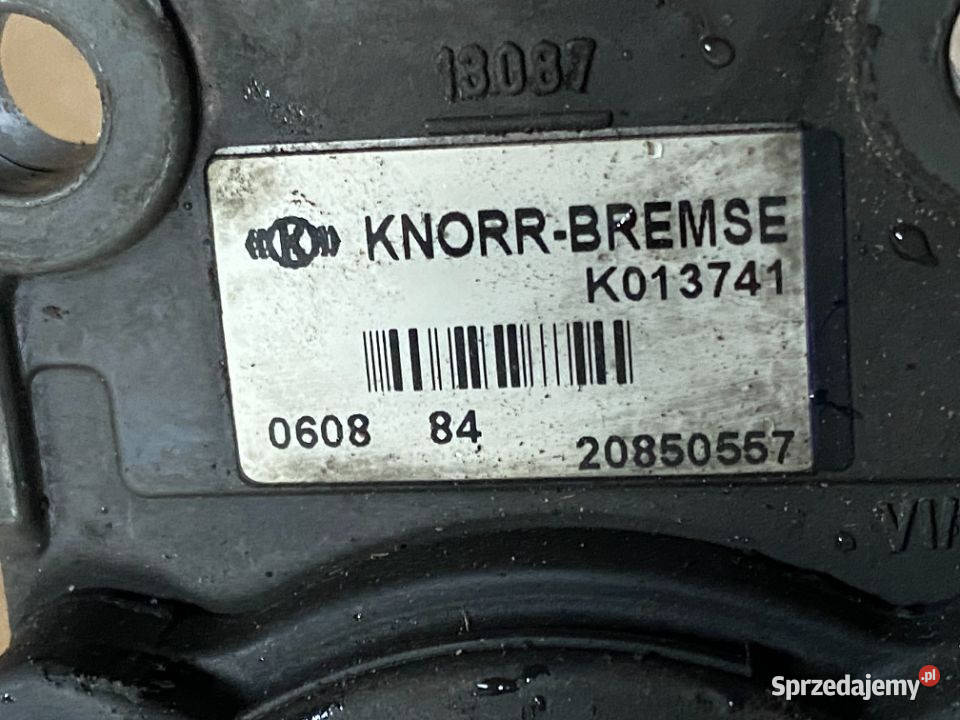 13087
KNORR-BREMSE
K013741
0608 84
20850557
Sprzedajemy.pl